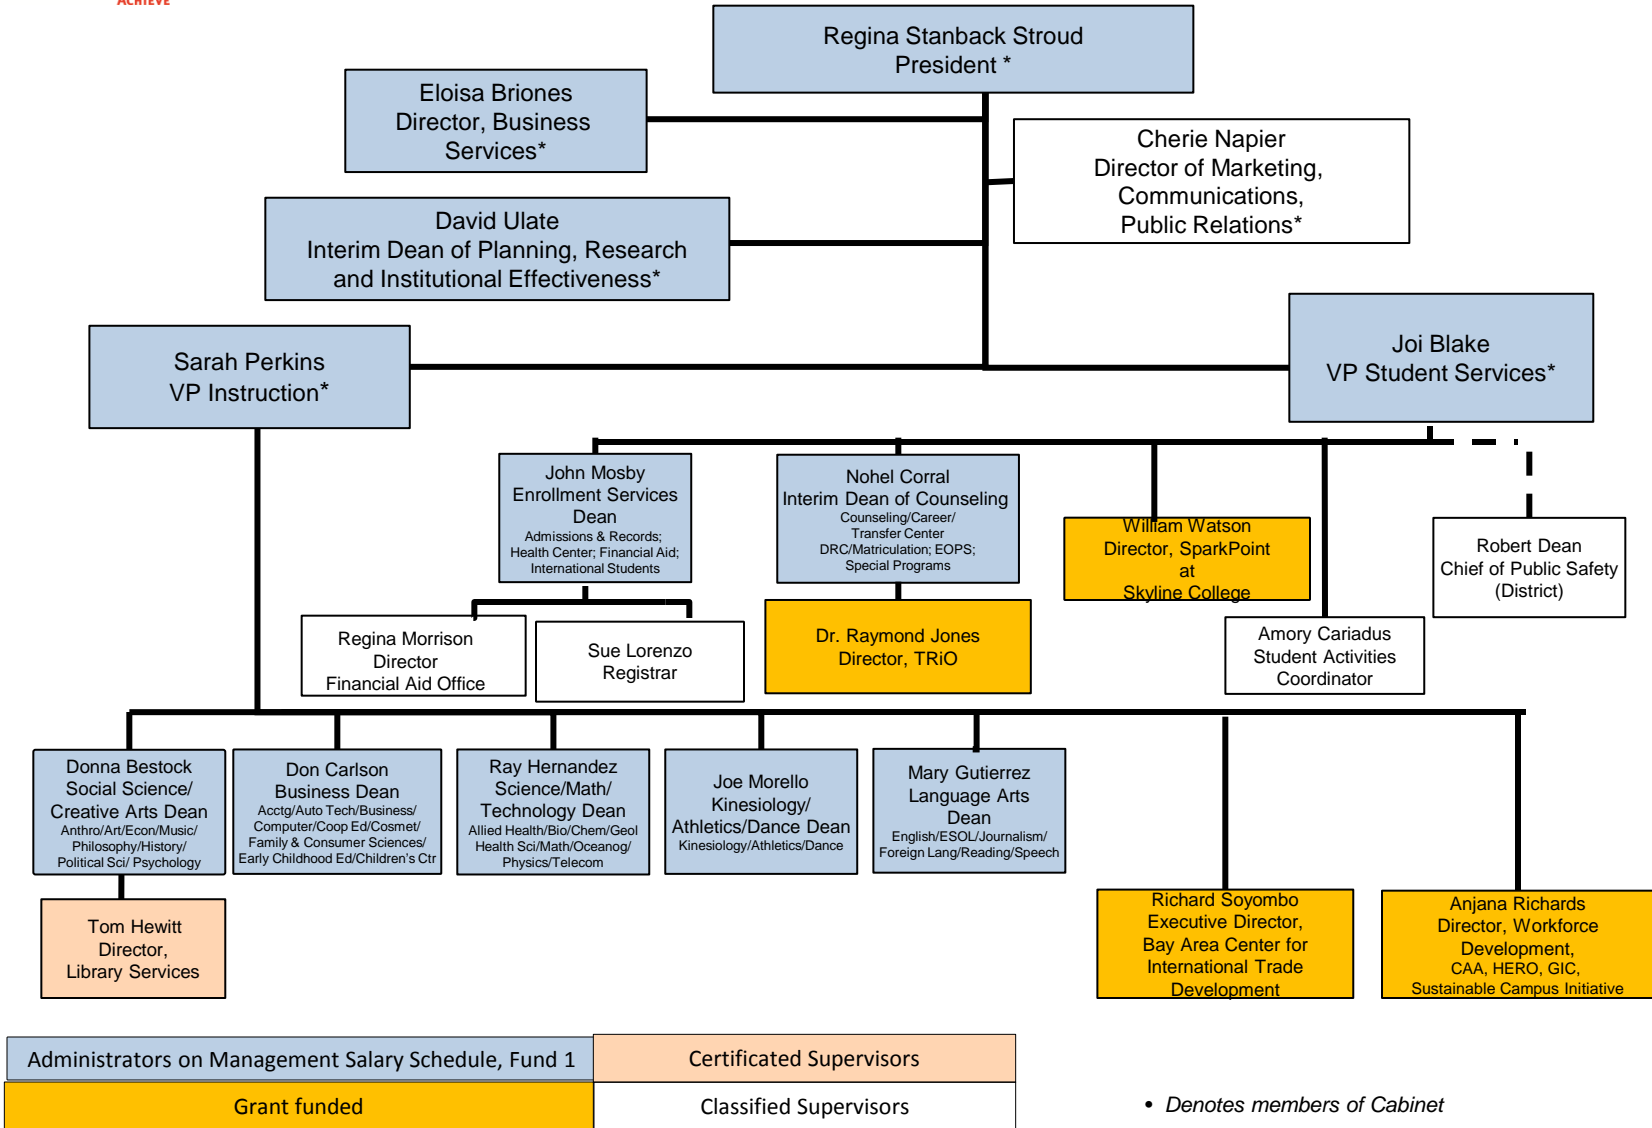 ACHIEVE
Regina Stanback Stroud
President *
Eloisa Briones
Director, Business
Services*
Cherie Napier
Director of Marketing,
Communications,
Public Relations*
David Ulate
Interim Dean of Planning, Research
and Institutional Effectiveness*
Sarah Perkins
VP Instruction*
Joi Blake
VP Student Services*
John Mosby
Enrollment Services
Dean
Admissions & Records;
Health Center; Financial Aid;
International Students
Nohel Corral
Interim Dean of Counseling
Counseling/Career/
Transfer Center
DRC/Matriculation; EOPS;
Special Programs
William Watson
Director, SparkPoint
at
Skyline College
Robert Dean
Chief of Public Safety
(District)
Regina Morrison
Director
Financial Aid Office
Sue Lorenzo
Registrar
Dr. Raymond Jones
Director, TRiO
Amory Cariadus
Student Activities
Coordinator
Donna Bestock
Social Science/
Creative Arts Dean
Anthro/Art/Econ/Music/
Philosophy/History/
Political Sci/ Psychology
Don Carlson
Business Dean
Acctg/Auto Tech/Business/
Computer/Coop Ed/Cosmet/
Family & Consumer Sciences/
Early Childhood Ed/Children's Ctr
Ray Hernandez
Science/Math/
Technology Dean
Allied Health/Bio/Chem/Geol
Health Sci/Math/Oceanog/
Physics/Telecom
Joe Morello
Kinesiology/
Athletics/Dance Dean
Kinesiology/Athletics/Dance
Mary Gutierrez
Language Arts
Dean
English/ESOL/Journalism/
Foreign Lang/Reading/Speech
Tom Hewitt
Director,
Library Services
Richard Soyombo
Executive Director,
Bay Area Center for
International Trade
Development
Anjana Richards
Director, Workforce
Development,
CAA, HERO, GIC,
Sustainable Campus Initiative
Administrators on Management Salary Schedule, Fund 1
Certificated Supervisors
Grant funded
Classified Supervisors
• Denotes members of Cabinet